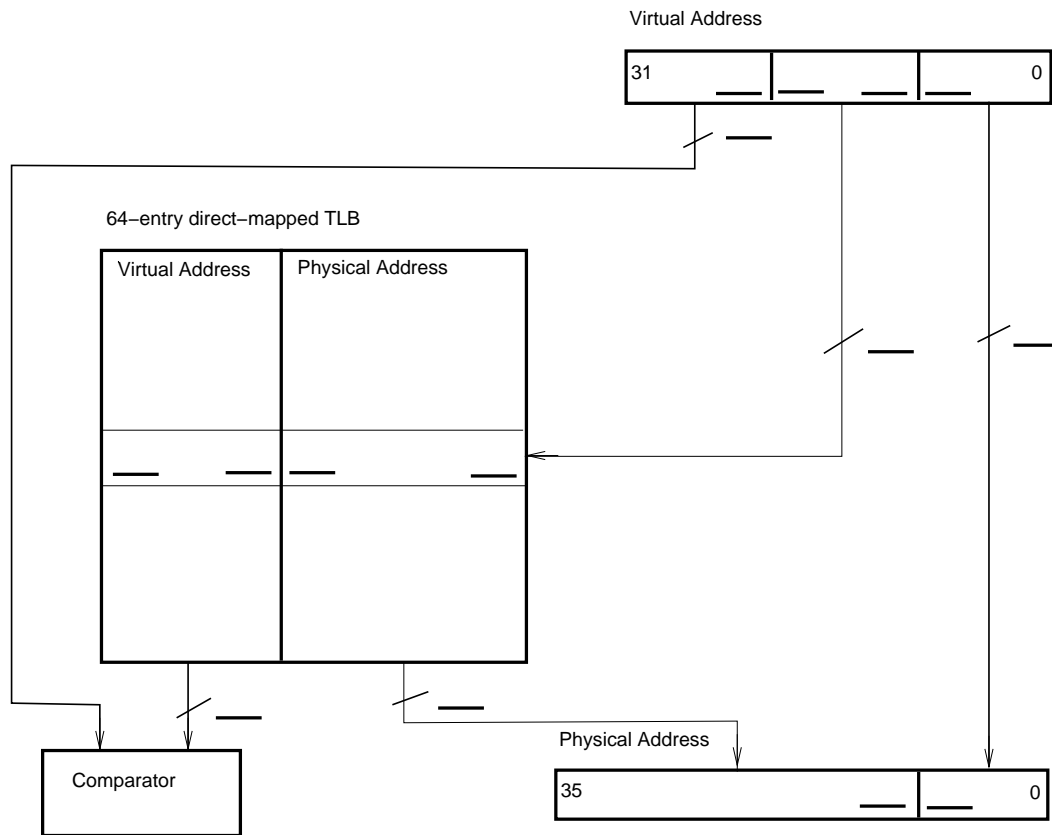 Virtual Address
31 0
64−entry direct−mapped TLB
Virtual Address Physical Address
Physical Address
Comparator
35 0